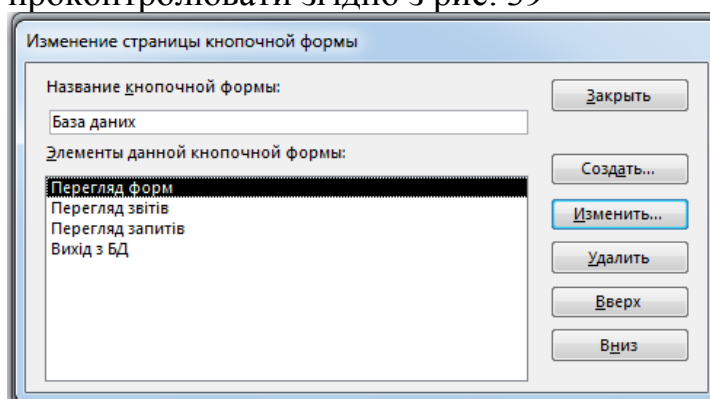 проконтролювати згідно з рис. 39
Изменение страницы кнопочной формы
Название кнопочной формы:
Закрыть
База даних
Элементы данной кнопочной формы:
Создать...
Перегляд форм
Перегляд звітів
Изменить...
Перегляд запитів
Вихід з БД
Удалить
Вверх
Вниз